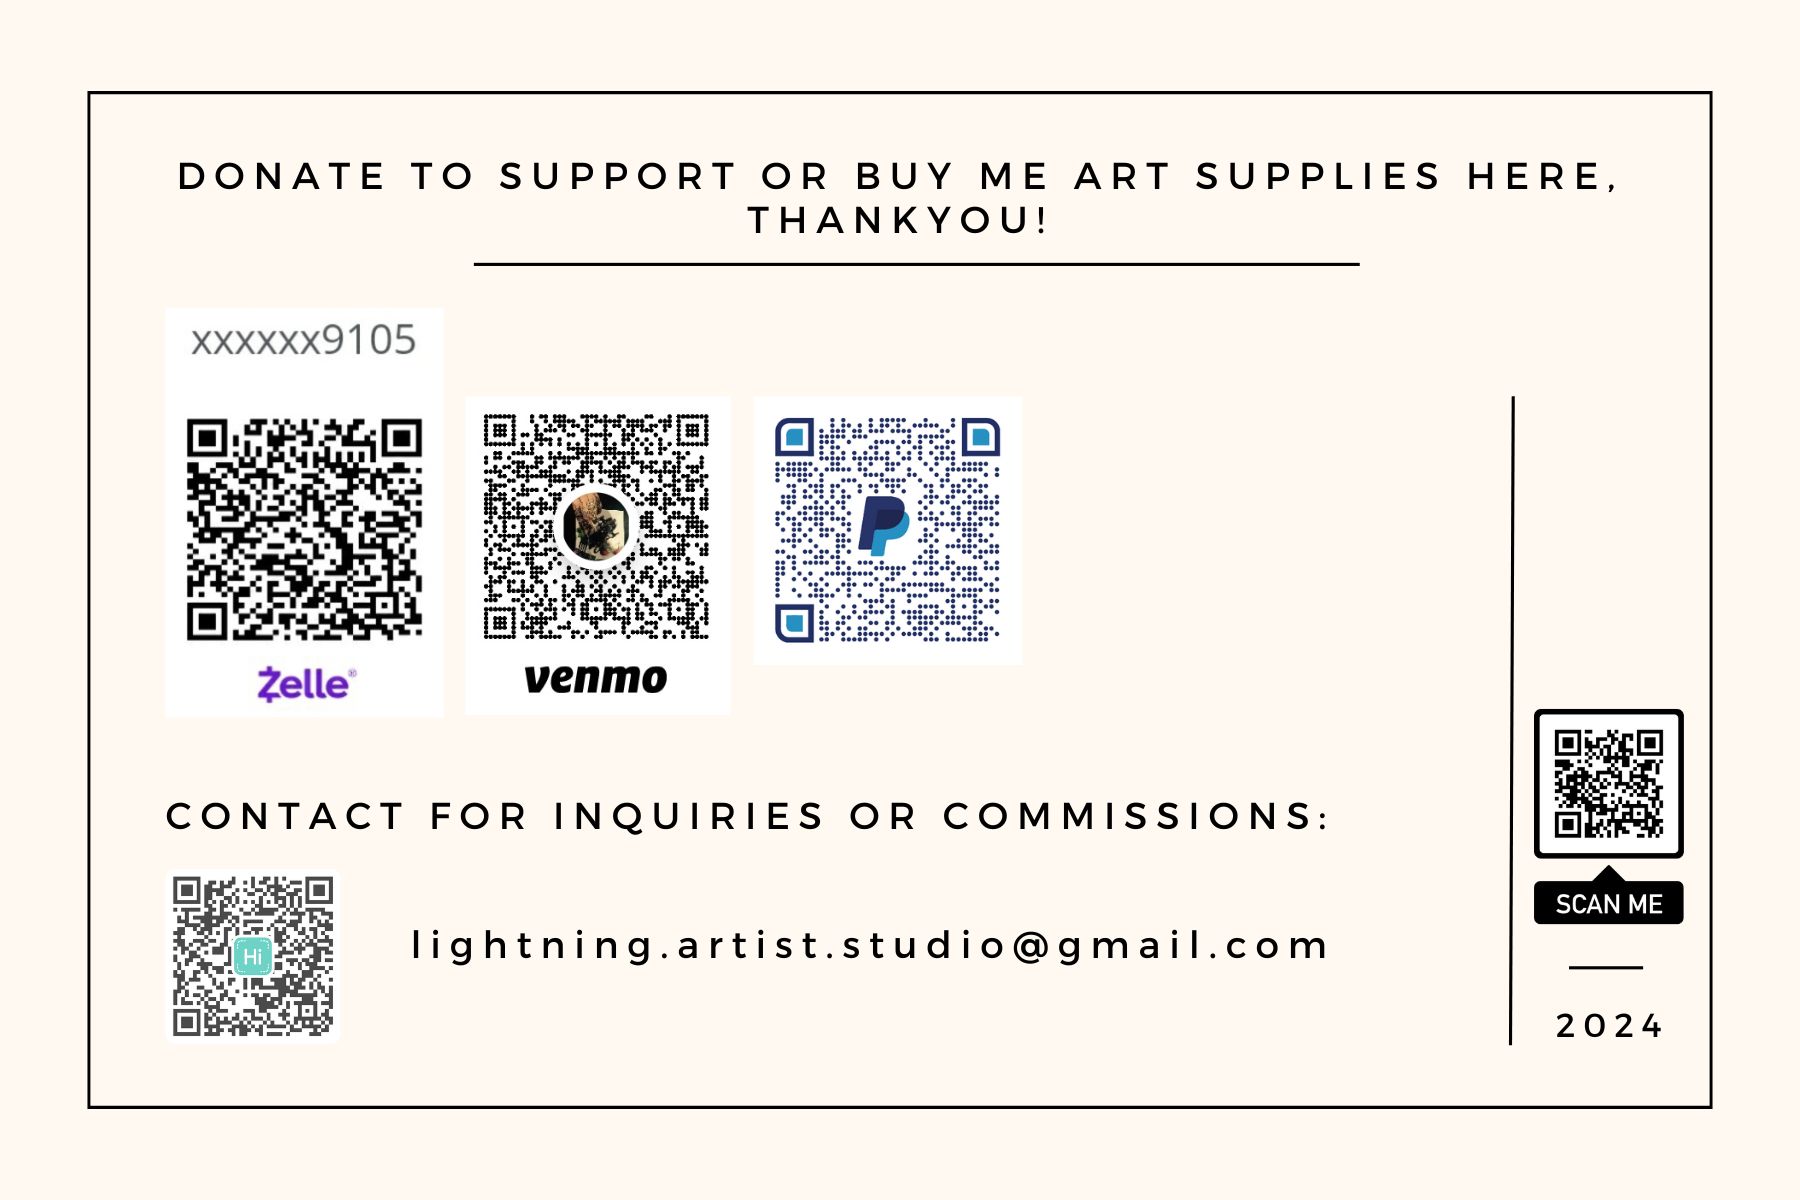 DONATE TO SUPPORT OR BUY ME ART SUPPLIES HERE,
THANKYOU!
xxxxxx9105
Zelle®
venmo
CONTACT FOR INQUIRIES OR COMMISSIONS:
Hi
lightning.artist.studio@gmail.com
SCAN ME
2024